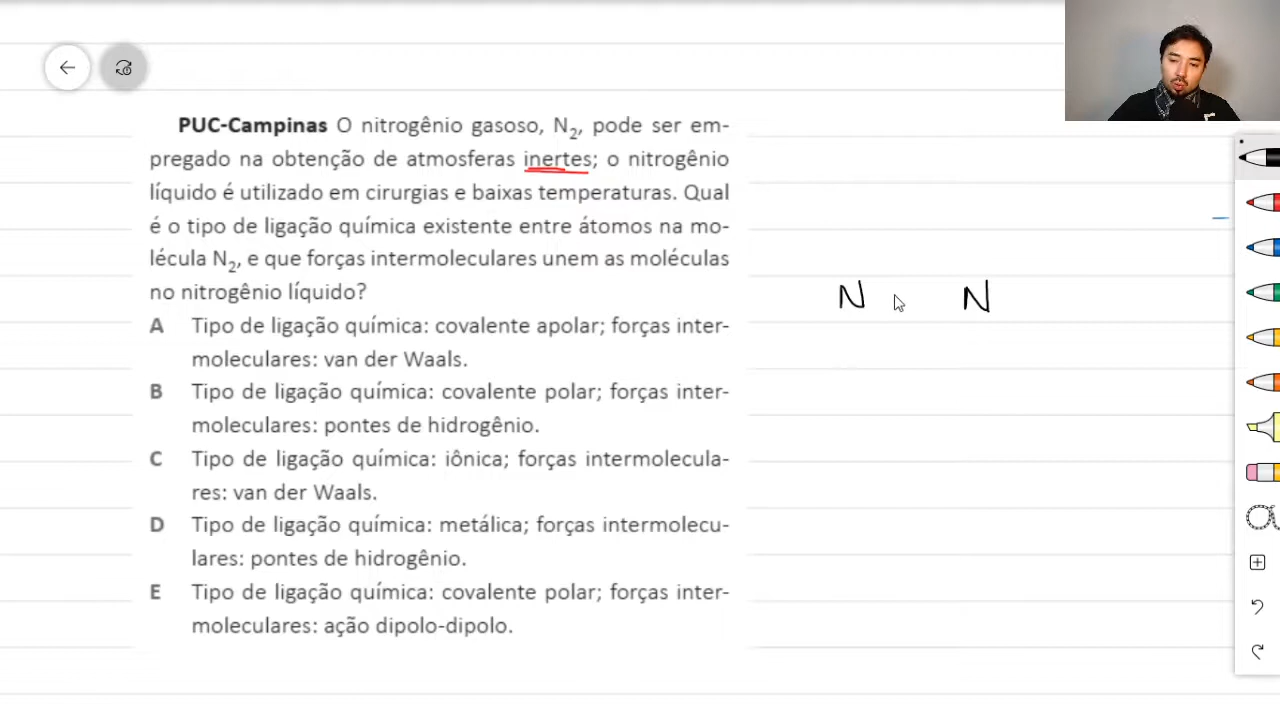 PUC-Campinas O nitrogênio gasoso, N₂, pode ser em-
pregado na obtenção de atmosferas inertes; o nitrogênio
líquido é utilizado em cirurgias e baixas temperaturas. Qual
é o tipo de ligação química existente entre átomos na mo-
lécula N₂, e que forças intermoleculares unem as moléculas
no nitrogênio líquido?
N N
A Tipo de ligação química: covalente apolar; forças inter-
moleculares: van der Waals.
B Tipo de ligação química: covalente polar; forças inter-
moleculares: pontes de hidrogênio.
C Tipo de ligação química: iônica; forças intermolecula-
res: van der Waals.
D Tipo de ligação química: metálica; forças intermolecu-
lares: pontes de hidrogênio.
E Tipo de ligação química: covalente polar; forças inter-
moleculares: ação dipolo-dipolo.